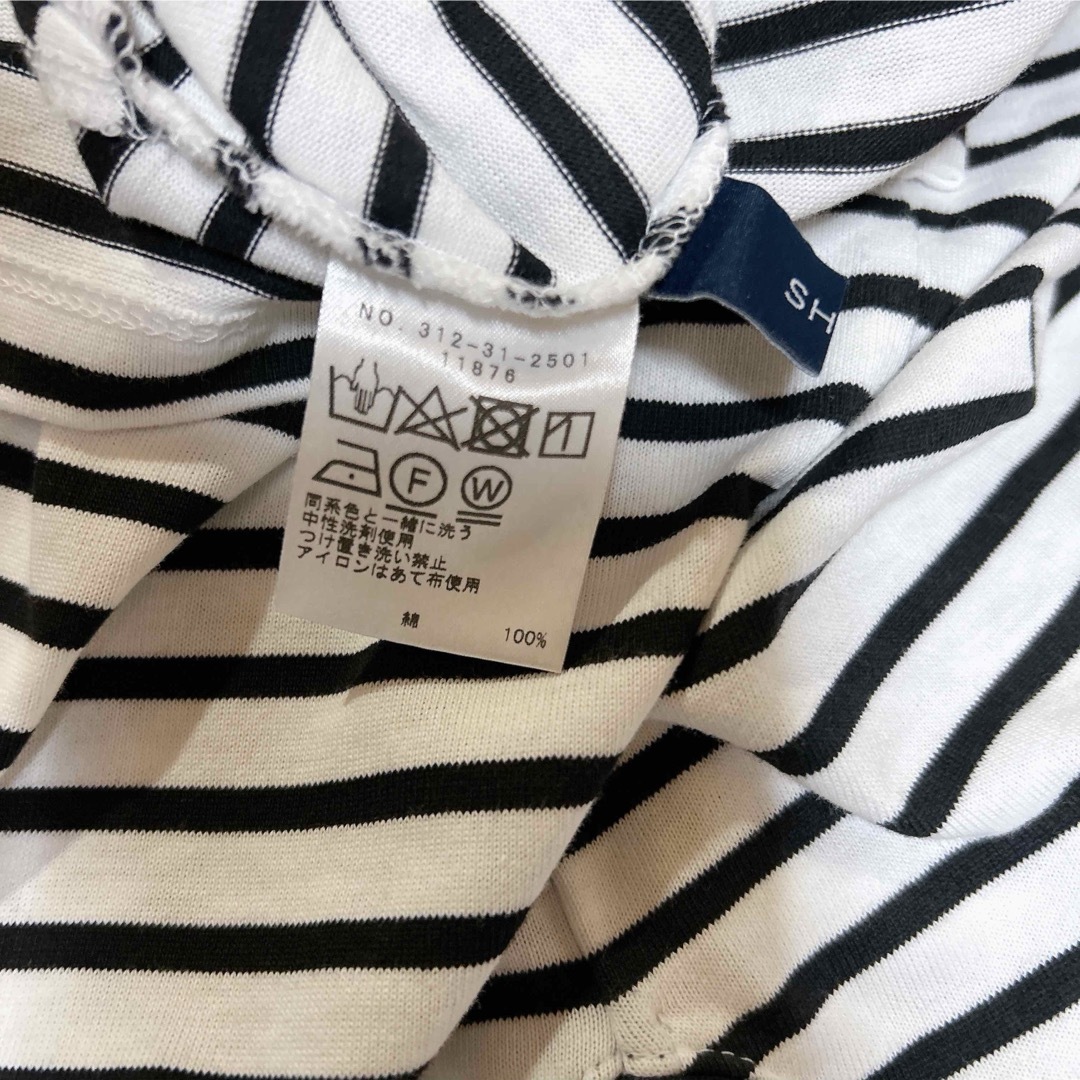 NO. 312-31-2501
11876
F W
同系色と一緒に洗う
中性洗剤使用
つけ置き洗い禁止
アイロンはあて布使用
綿 100%
SH